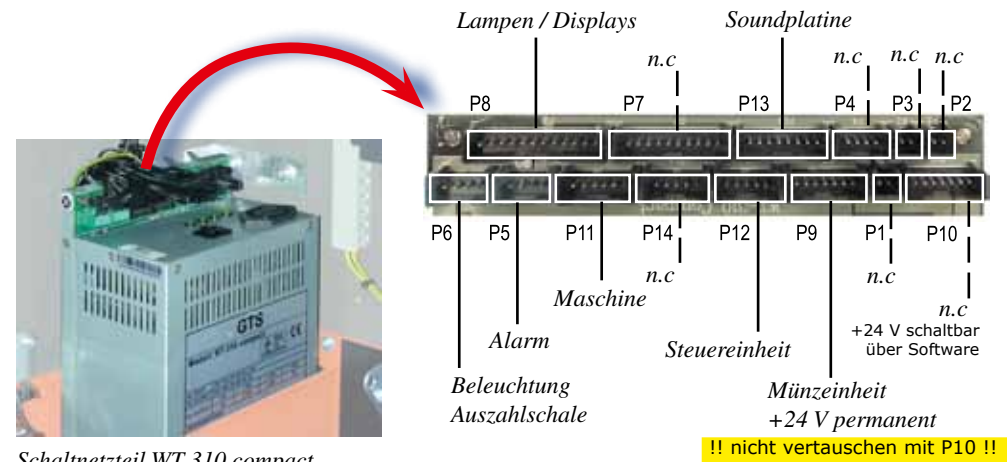 Lampen / Displays
Soundplatine
n.c
n.c
n.c
n.c
P8
P7
P13
P4
P3
P2
P6
P5
P11
P14
P12
P9
P1
P10
n.c
n.c
n.c
Maschine
+24 V schaltbar
über Software
Alarm
Steuereinheit
Beleuchtung
Auszahlschale
Münzeinheit
+24 V permanent
!! nicht vertauschen mit P10 !!
GTS
Schaltnetzteil WT 310 compact